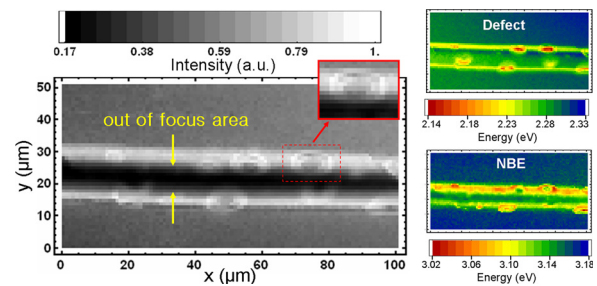 0.17 0.38 0.59 0.79 1.
Intensity (a.u.)
50
40
30
20
10
0
y (μm)
out of focus area
0 20 40 60 80 100
x (μm)
Defect
2.14 2.19 2.23 2.28 2.33
Energy (eV)
NBE
3.02 3.06 3.10 3.14 3.18
Energy (eV)